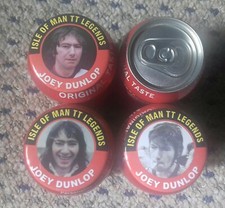 ISLE OF MAN TT LEGENDS
JOEY DUNLOP
ORIGIN
AL TASTE
ISLE OF MAN TT LEGENDS
JOEY DUNLOP
ISLE OF MAN TT LEGENDS
JOEY DUNLOP